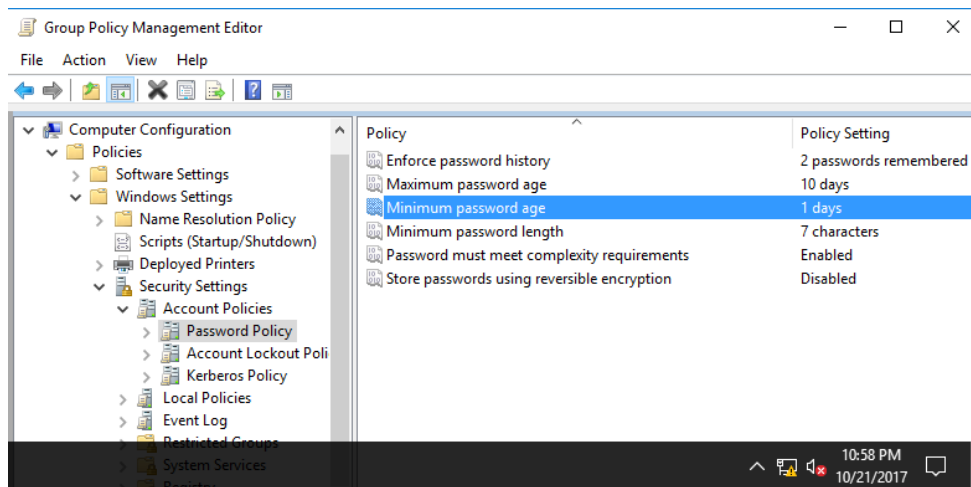 Group Policy Management Editor
File Action View Help
Computer Configuration
Policies
Software Settings
Windows Settings
Name Resolution Policy
Scripts (Startup/Shutdown)
Deployed Printers
Security Settings
Account Policies
Password Policy
Account Lockout Poli
Kerberos Policy
Local Policies
Event Log
Restricted Groups
System Services
Registry
Policy Policy Setting
Enforce password history 2 passwords remembered
Maximum password age 10 days
Minimum password age 1 days
Minimum password length 7 characters
Password must meet complexity requirements Enabled
Store passwords using reversible encryption Disabled
10:58 PM
10/21/2017